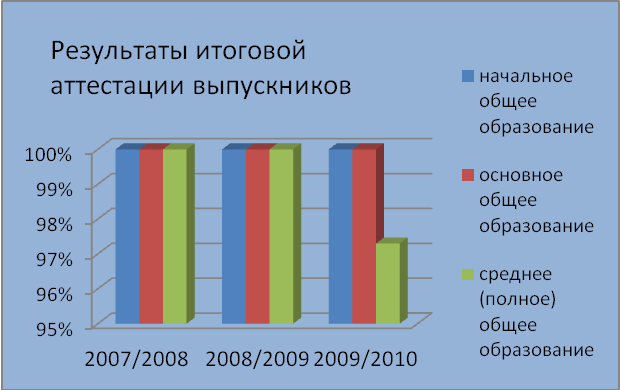 Результаты итоговой
аттестации выпускников
начальное
общее
образование
основное
общее
образование
среднее
(полное)
общее
образование
100%
99%
98%
97%
96%
95%
2007/2008
2008/2009
2009/2010